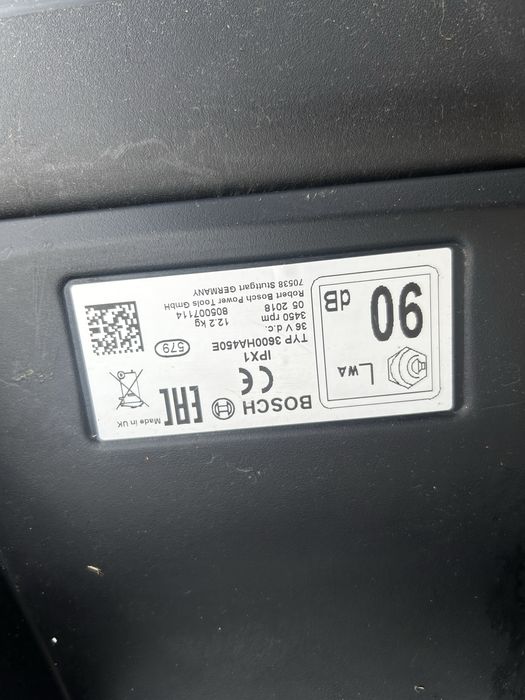 BOSCH
EAC
Made in UK
CE
IPX1
TYP 3600HA450E
579
36 V d.c.
3450 rpm
12.2 kg
05 2018
805007114
Robert Bosch Power Tools GmbH
70538 Stuttgart GERMANY
LWA
90
dB